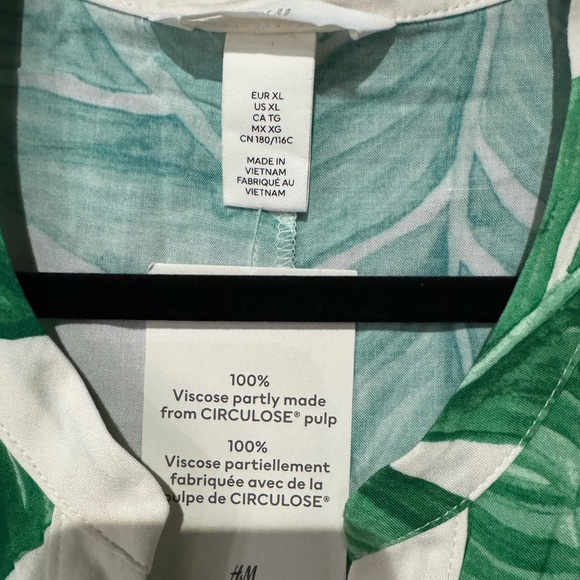 EUR XL
US XL
CA TG
MX XG
CN 180/116C
MADE IN
VIETNAM
FABRIQUÉ AU
VIETNAM
100%
Viscose partly made
from CIRCULOSE® pulp
100%
Viscose partiellement
fabriquée avec de la
pulpe de CIRCULOSE®
H&M